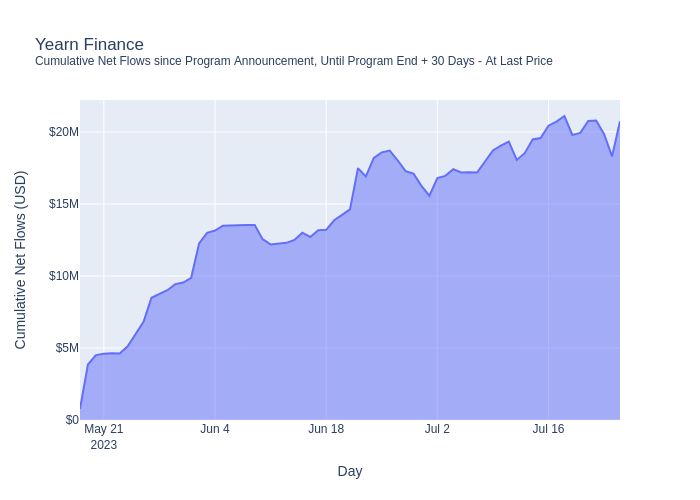 Yearn Finance
Cumulative Net Flows since Program Announcement, Until Program End + 30 Days - At Last Price
Cumulative Net Flows (USD)
$20M
$15M
$10M
$5M
$0
May 21
2023
Jun 4
Jun 18
Jul 2
Jul 16
Day